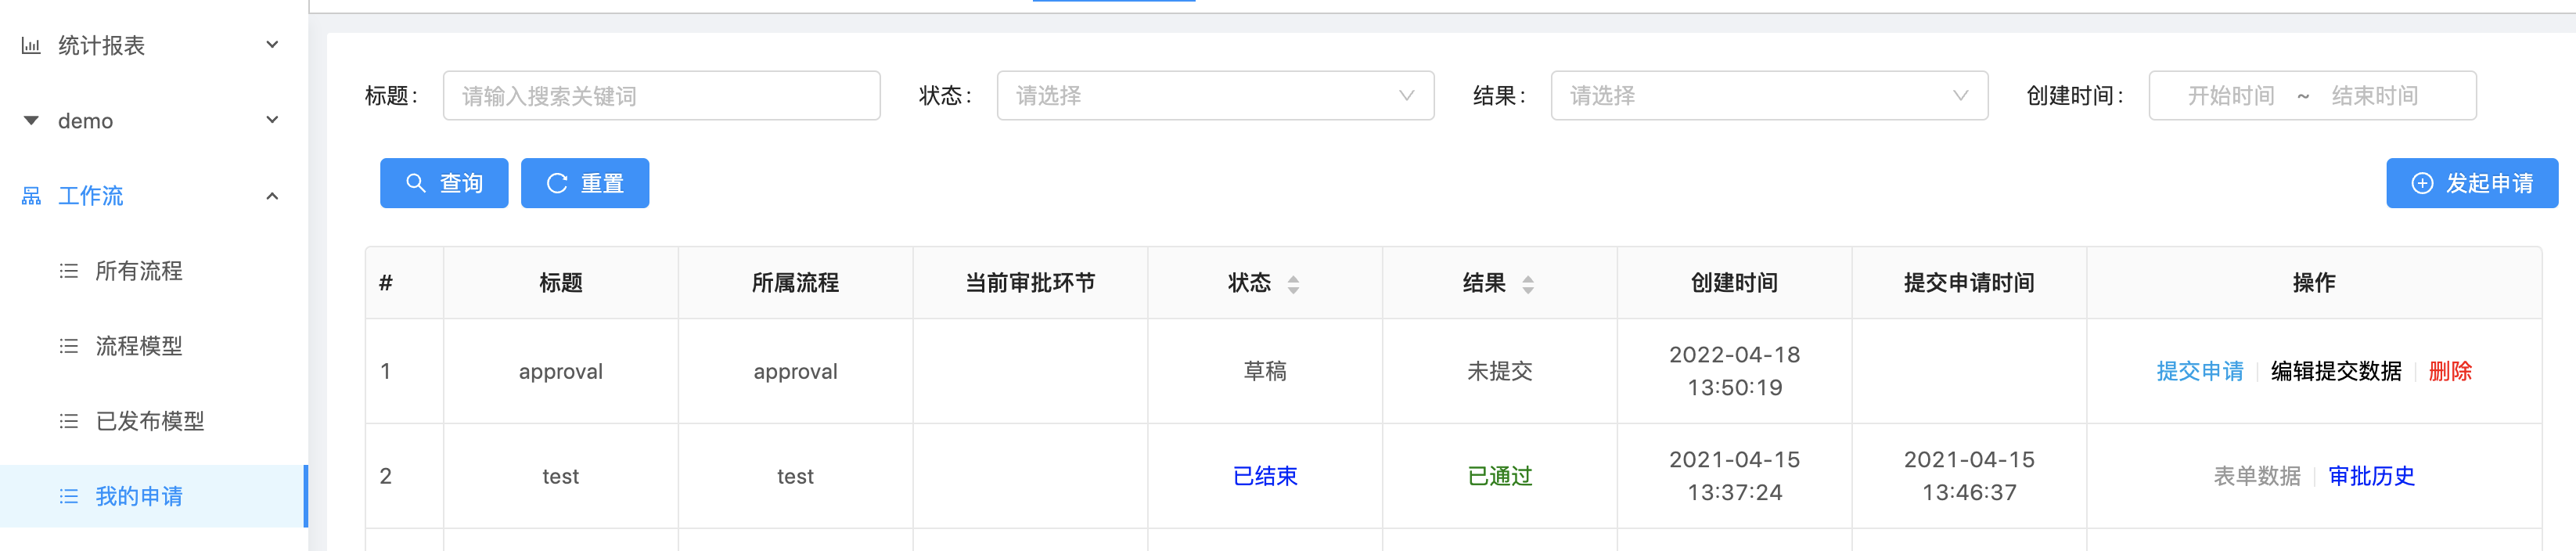 统计报表
demo
工作流
所有流程
流程模型
已发布模型
我的申请
标题: 请输入搜索关键词 状态: 请选择 结果: 请选择 创建时间: 开始时间 ~ 结束时间
查询 重置 发起申请
# 标题 所属流程 当前审批环节 状态 结果 创建时间 提交申请时间 操作
1 approval approval 草稿 未提交 2022-04-18 13:50:19 提交申请 编辑提交数据 删除
2 test test 已结束 已通过 2021-04-15 13:37:24 2021-04-15 13:46:37 表单数据 审批历史